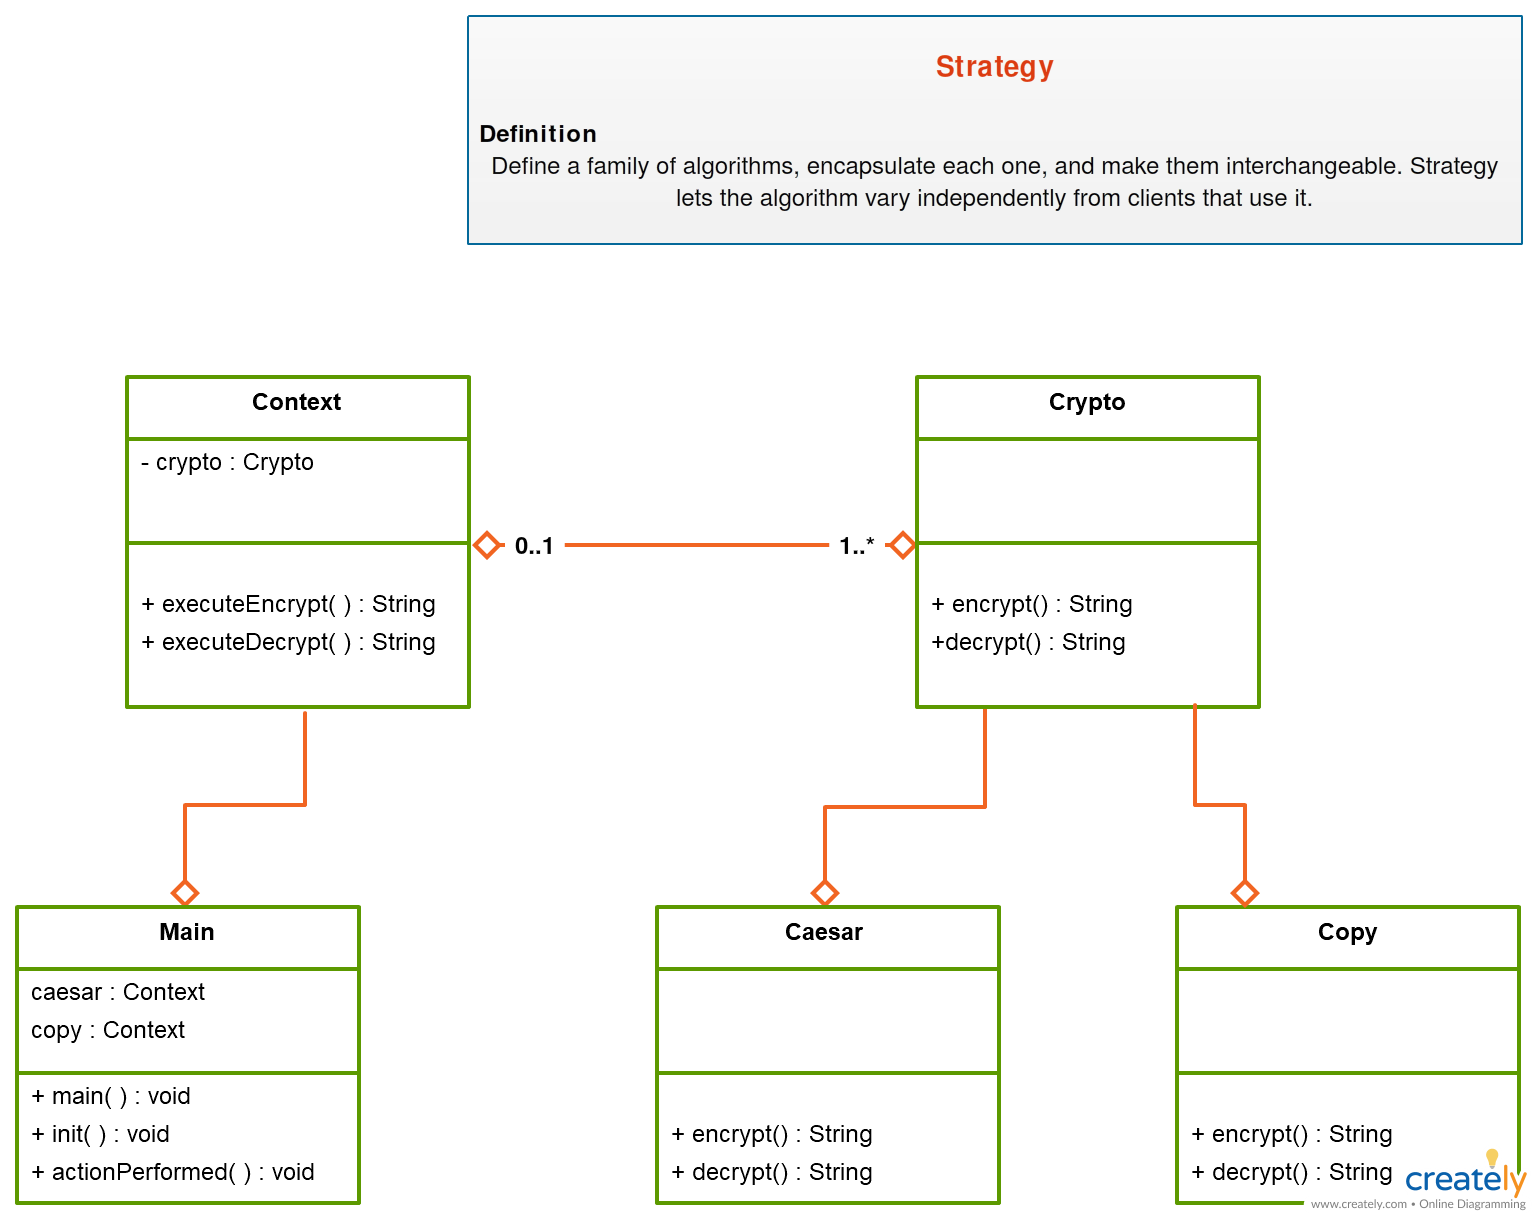 Strategy
Definition
Define a family of algorithms, encapsulate each one, and make them interchangeable. Strategy
lets the algorithm vary independently from clients that use it.
Context
- crypto : Crypto
+ executeEncrypt( ) : String
+ executeDecrypt( ) : String
0..1
1..*
Crypto
+ encrypt() : String
+decrypt() : String
Main
caesar : Context
copy : Context
+ main( ) : void
+ init( ) : void
+ actionPerformed( ) : void
Caesar
+ encrypt() : String
+ decrypt() : String
Copy
+ encrypt() : String
+ decrypt() : String
creately
www.creately.com • Online Diagramming